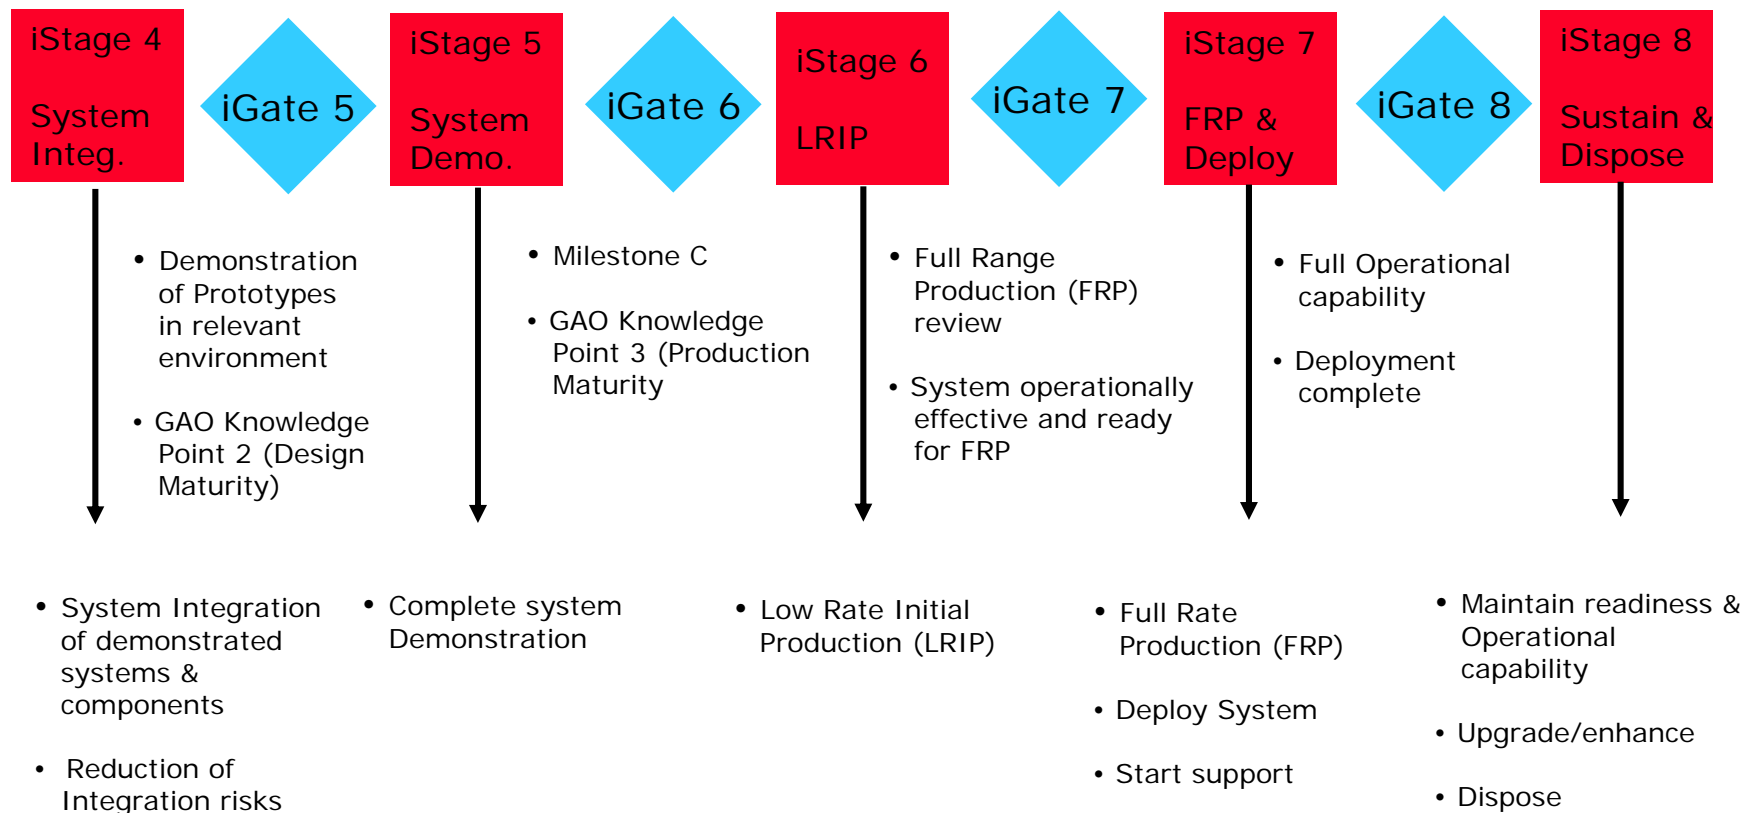 iStage 4
System
Integ.
iGate 5
iStage 5
System
Demo.
iGate 6
iStage 6
LRIP
iGate 7
iStage 7
FRP &
Deploy
iGate 8
iStage 8
Sustain &
Dispose
• Demonstration
of Prototypes
in relevant
environment
• GAO Knowledge
Point 2 (Design
Maturity)
• Milestone C
• GAO Knowledge
Point 3 (Production
Maturity
• Full Range
Production (FRP)
review
• System operationally
effective and ready
for FRP
• Full Operational
capability
• Deployment
complete
• System Integration
of demonstrated
systems &
components
• Reduction of
Integration risks
• Complete system
Demonstration
• Low Rate Initial
Production (LRIP)
• Full Rate
Production (FRP)
• Deploy System
• Start support
• Maintain readiness &
Operational
capability
• Upgrade/enhance
• Dispose